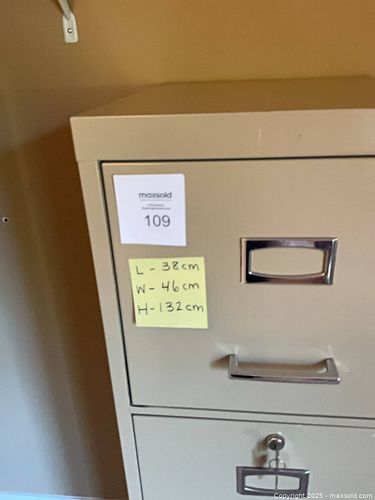 maxsold
109
L - 38cm
W - 46cm
H - 132cm
Copyright 2025 - maxsold.com